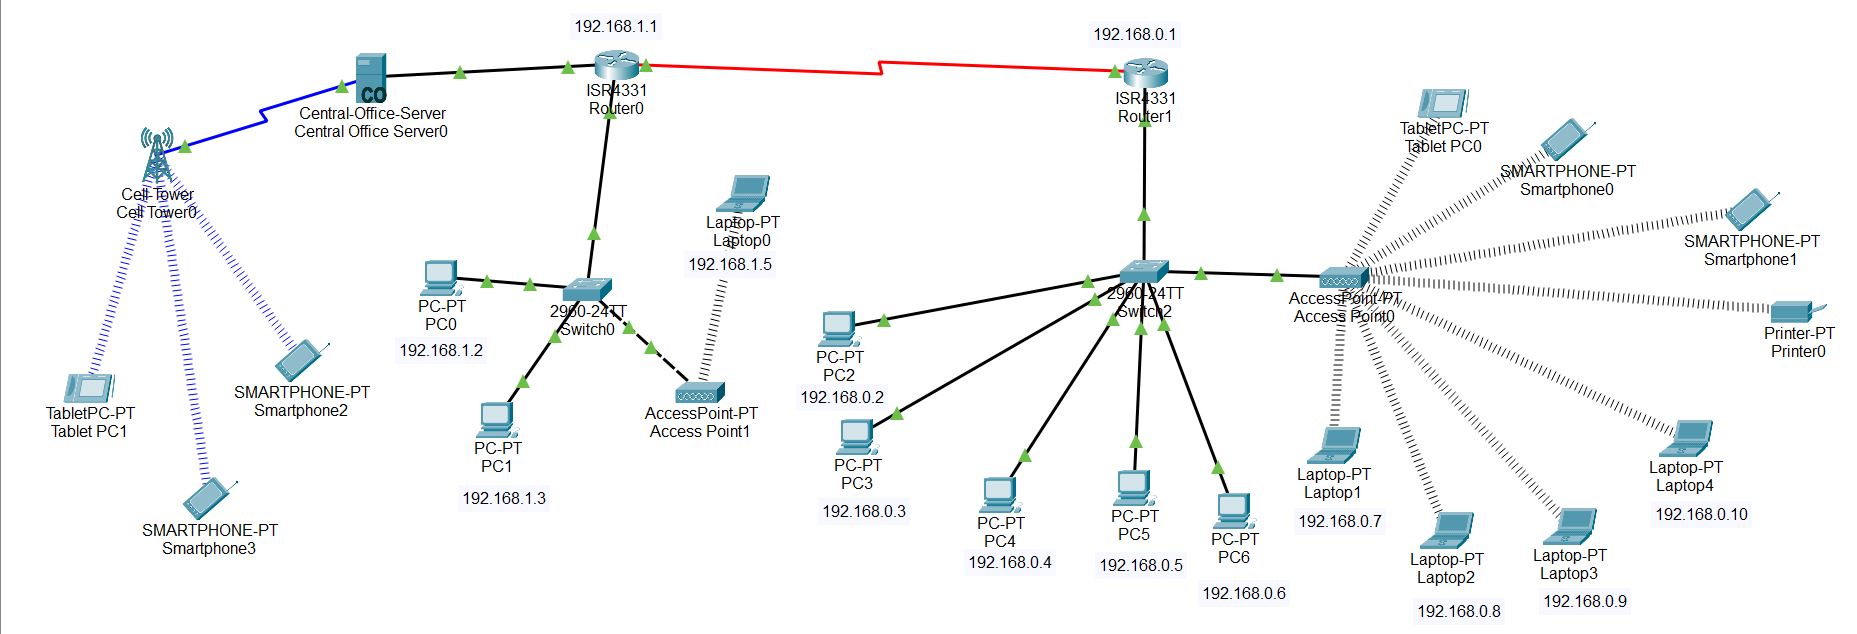 192.168.1.1
192.168.0.1
CO
Central-Office-Server
Central Office Server0
ISR4331
Router0
ISR4331
Router1
Cell-Tower
Cell Tower0
TabletPC-PT
Tablet PC0
SMARTPHONE-PT
Smartphone0
SMARTPHONE-PT
Smartphone1
Laptop-PT
Laptop0
192.168.1.5
PC-PT
PC0
192.168.1.2
2960-24TT
Switch0
2960-24TT
Switch2
AccessPoint-PT
Access Point0
Printer-PT
Printer0
PC-PT
PC2
192.168.0.2
TabletPC-PT
Tablet PC1
SMARTPHONE-PT
Smartphone2
AccessPoint-PT
Access Point1
PC-PT
PC1
192.168.1.3
PC-PT
PC3
192.168.0.3
SMARTPHONE-PT
Smartphone3
PC-PT
PC4
192.168.0.4
PC-PT
PC5
192.168.0.5
PC-PT
PC6
192.168.0.6
Laptop-PT
Laptop1
192.168.0.7
Laptop-PT
Laptop2
192.168.0.8
Laptop-PT
Laptop3
192.168.0.9
Laptop-PT
Laptop4
192.168.0.10